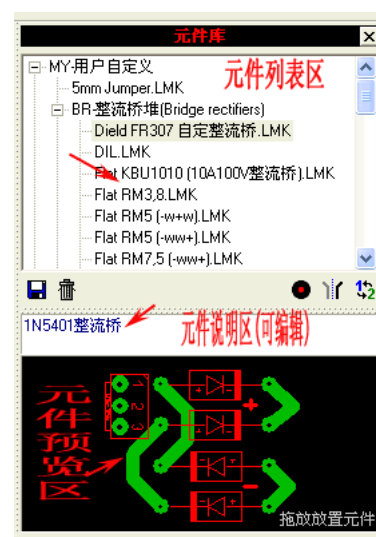 元件库
MY-用户自定义
元件列表区
5mm Jumper.LMK
BR-整流桥堆(Bridge rectifiers)
Dield FR307 自定整流桥.LMK
DIL.LMK
Flat KBU1010 (10A100V整流桥).LMK
Flat RM3,8.LMK
Flat RM5 (-w+w).LMK
Flat RM5 (-ww+).LMK
Flat RM7,5 (-ww+).LMK
1N5401整流桥
元件说明区(可编辑)
元件预览区
1
2
3
+
-
拖放放置元件